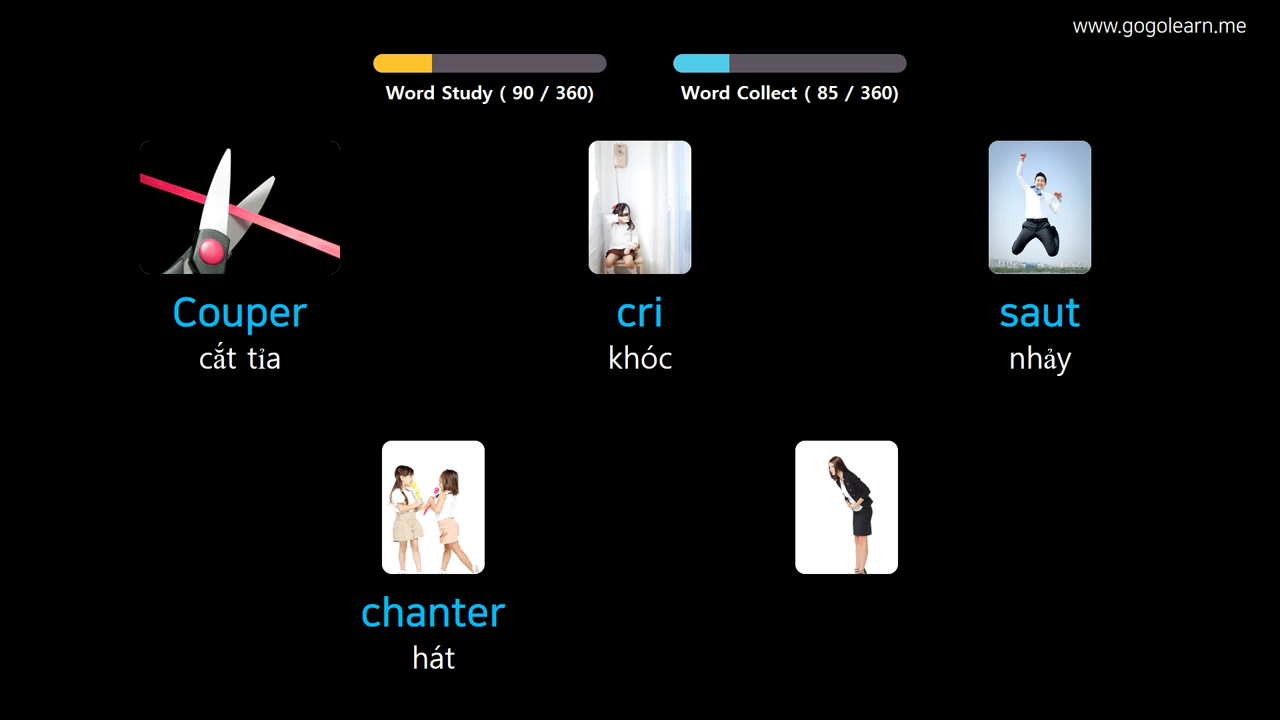 www.gogolearn.me
Word Study ( 90 / 360)
Word Collect ( 85 / 360)
Couper
cắt tỉa
cri
khóc
saut
nhảy
chanter
hát